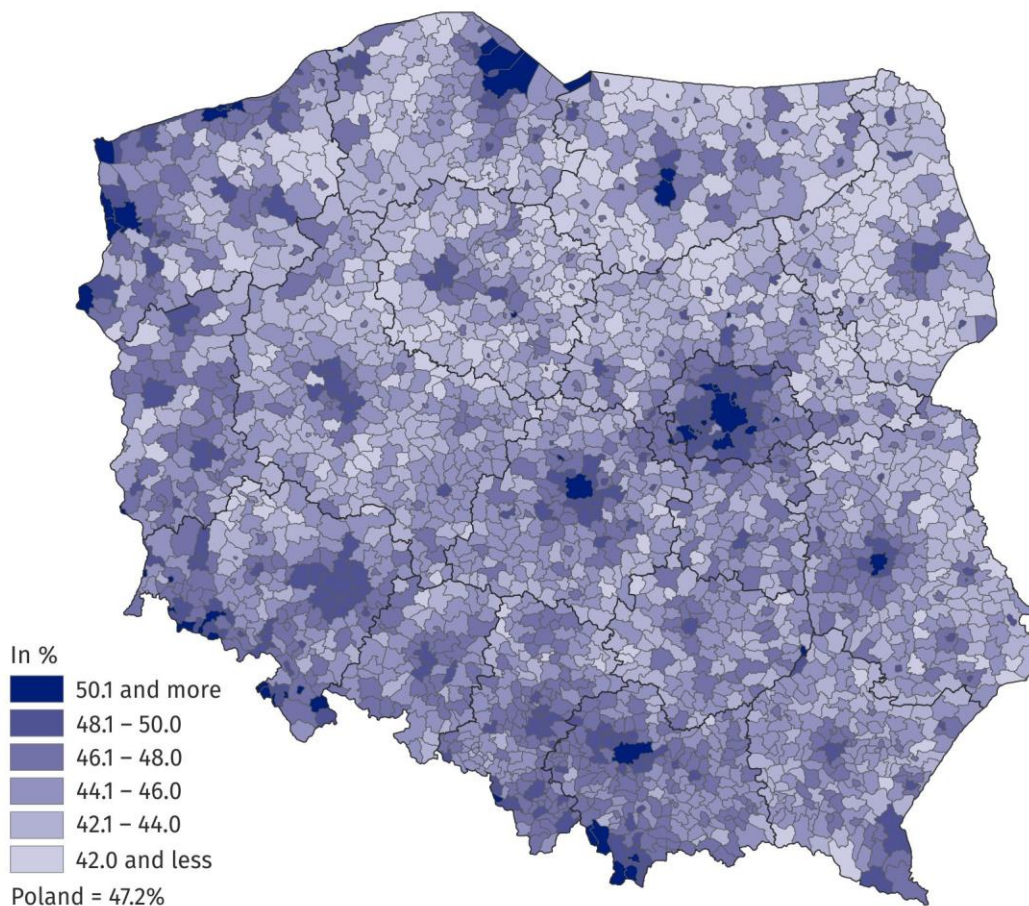 In %
50.1 and more
48.1 – 50.0
46.1 – 48.0
44.1 – 46.0
42.1 – 44.0
42.0 and less
Poland = 47.2%